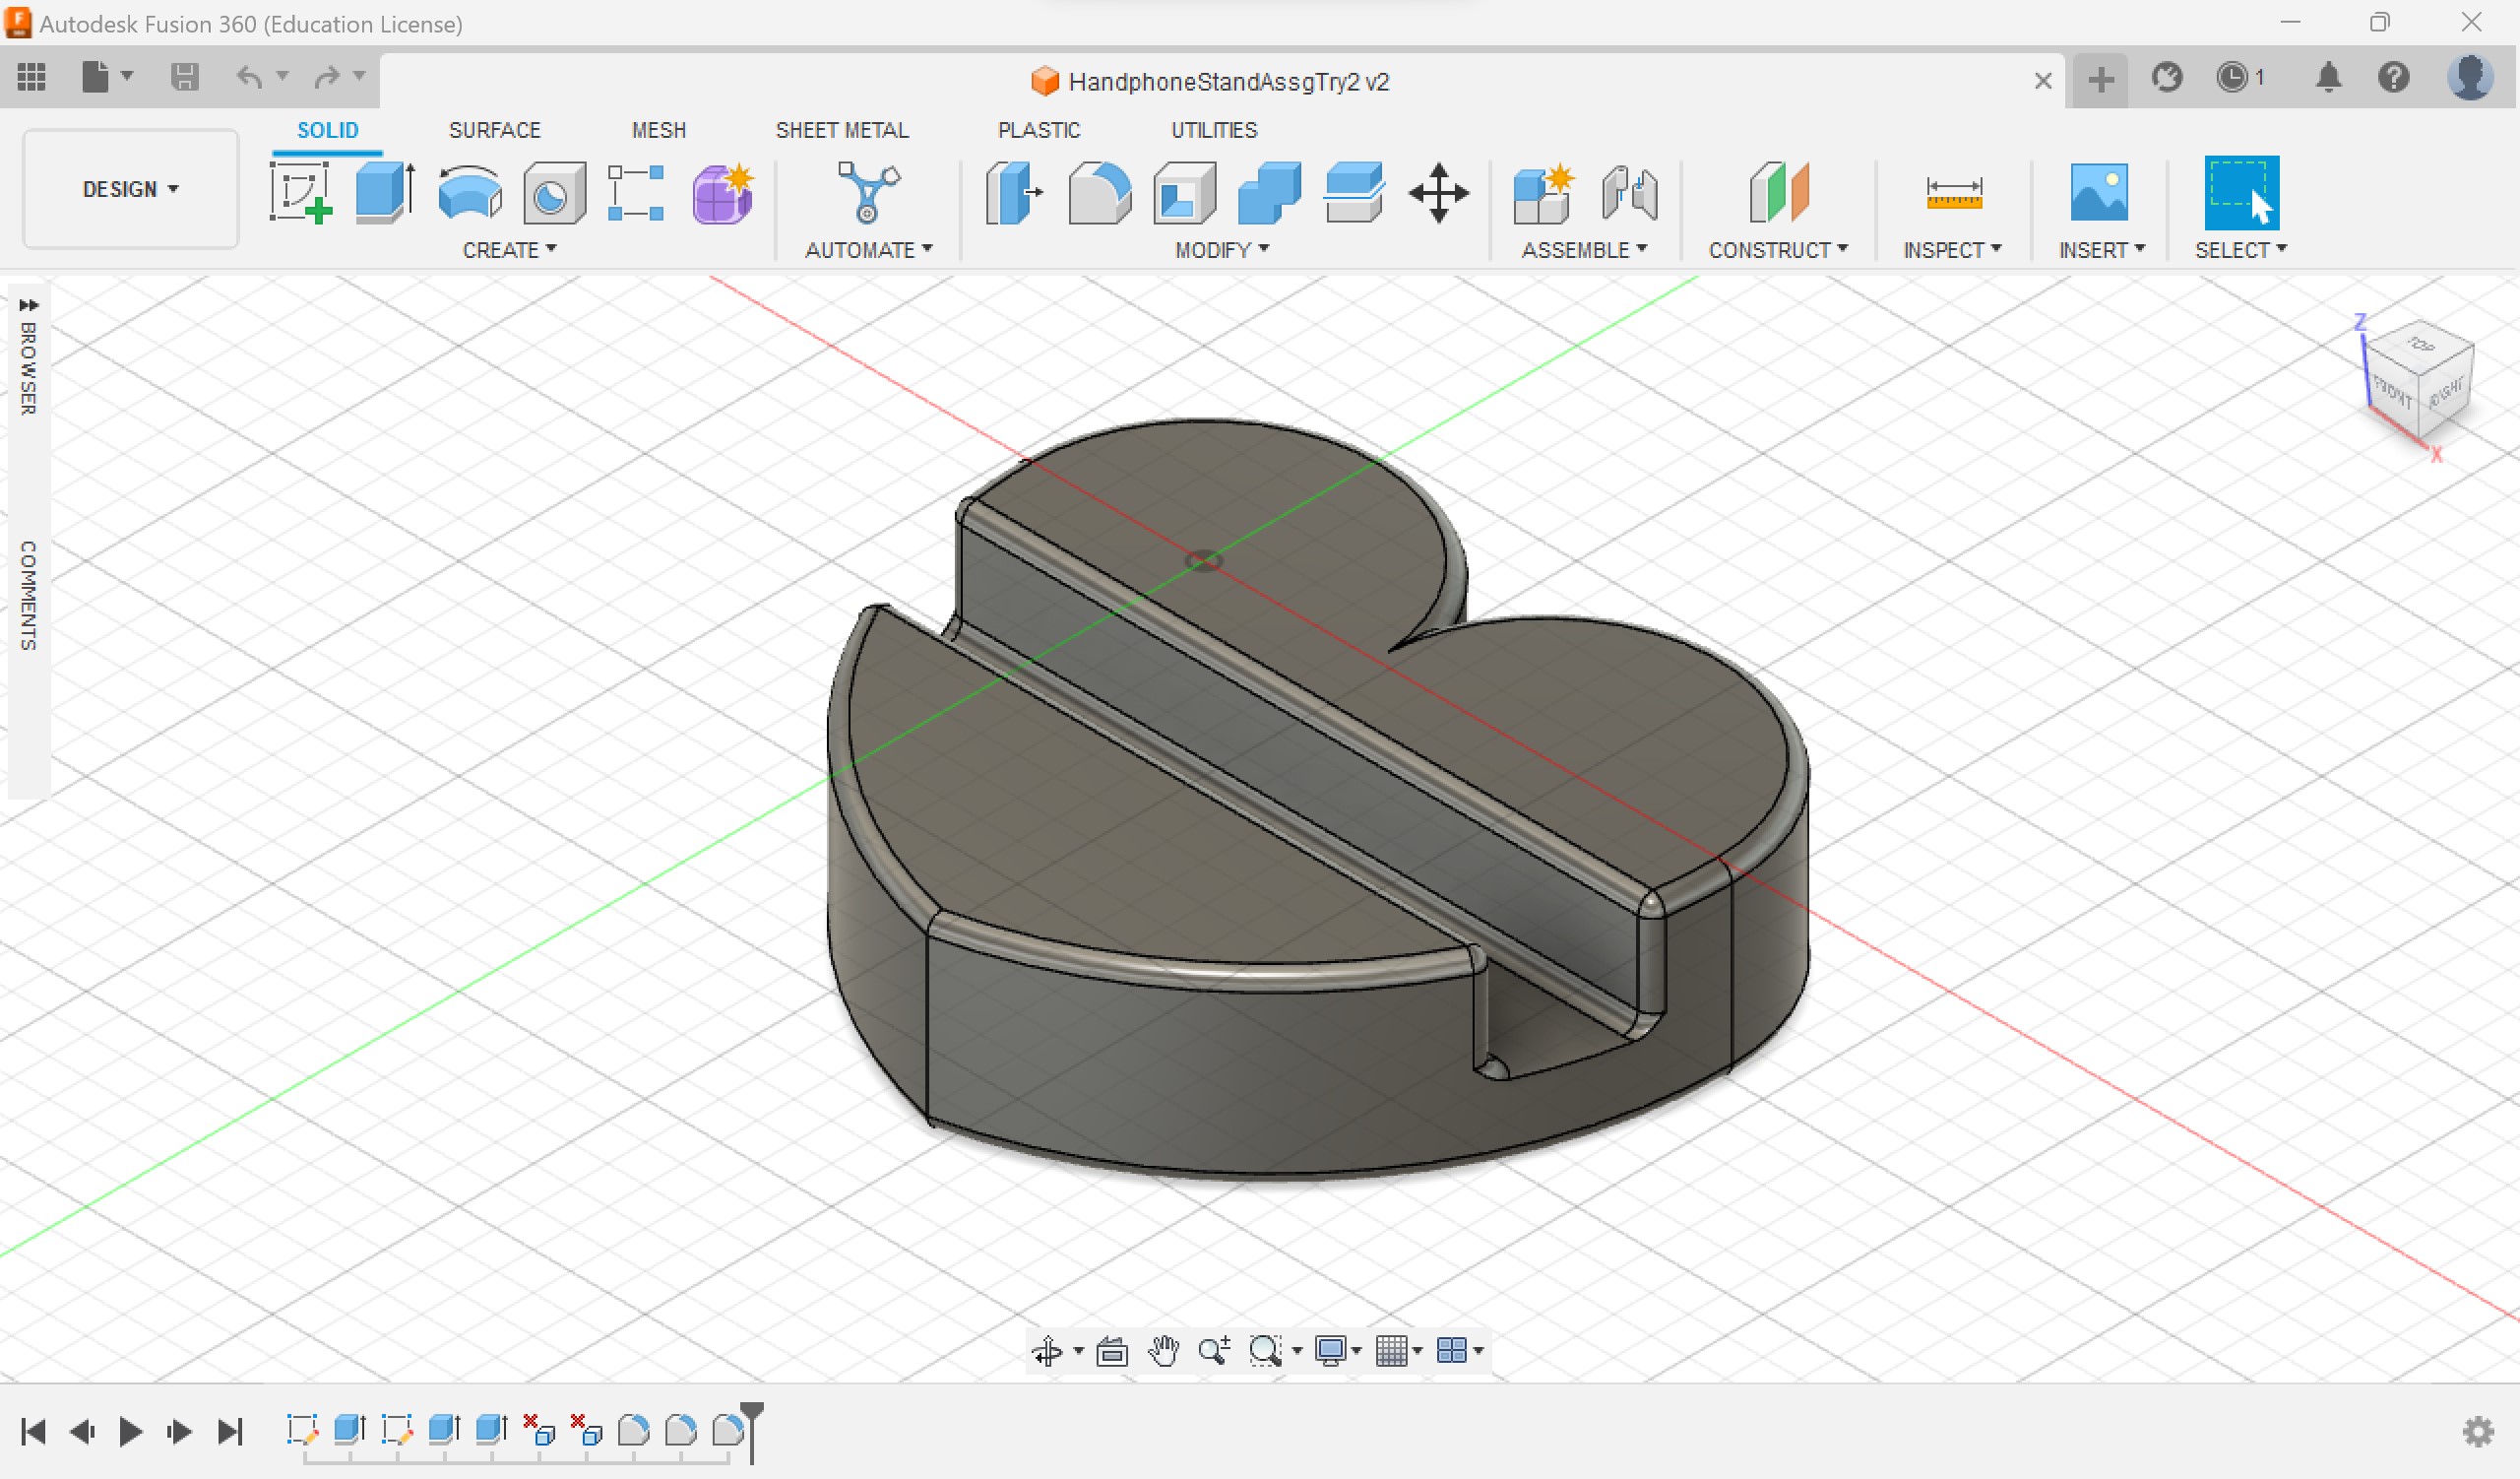 Autodesk Fusion 360 (Education License)
HandphoneStandAssgTry2 v2
1
SOLID SURFACE MESH SHEET METAL PLASTIC UTILITIES
DESIGN
CREATE AUTOMATE MODIFY ASSEMBLE CONSTRUCT INSPECT INSERT SELECT
BROWSER
COMMENTS
Z
TOP
FRONT RIGHT
X